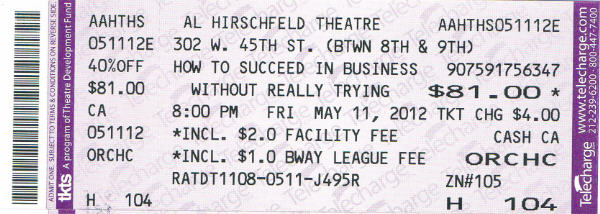 AAHTHS AL HIRSCHFELD THEATRE AAHTHS051112E
051112E 302 W. 45TH ST. (BTWN 8TH & 9TH)
40%OFF HOW TO SUCCEED IN BUSINESS 907591756347
$81.00 WITHOUT REALLY TRYING $81.00 *
CA 8:00 PM FRI MAY 11, 2012 TKT CHG $4.00
051112 *INCL. $2.0 FACILITY FEE CASH CA
ORCHC *INCL. $1.0 BWAY LEAGUE FEE ORCHC
RATDT1108-0511-J495R ZN#105
H 104 H 104
ADMIT ONE. SUBJECT TO TERMS & CONDITIONS ON REVERSE SIDE.
tkts A program of Theatre Development Fund
Telecharge
www.telecharge.com
212-239-6200 · 800-447-7400